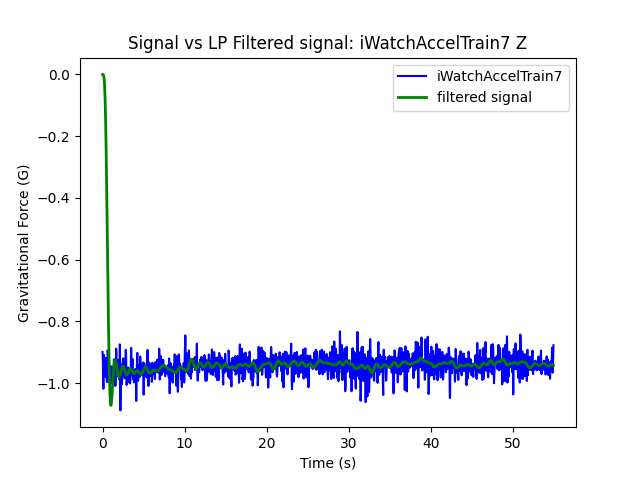 Signal vs LP Filtered signal: iWatchAccelTrain7 Z
iWatchAccelTrain7
filtered signal
Gravitational Force (G)
0.0
−0.2
−0.4
−0.6
−0.8
−1.0
0 10 20 30 40 50
Time (s)